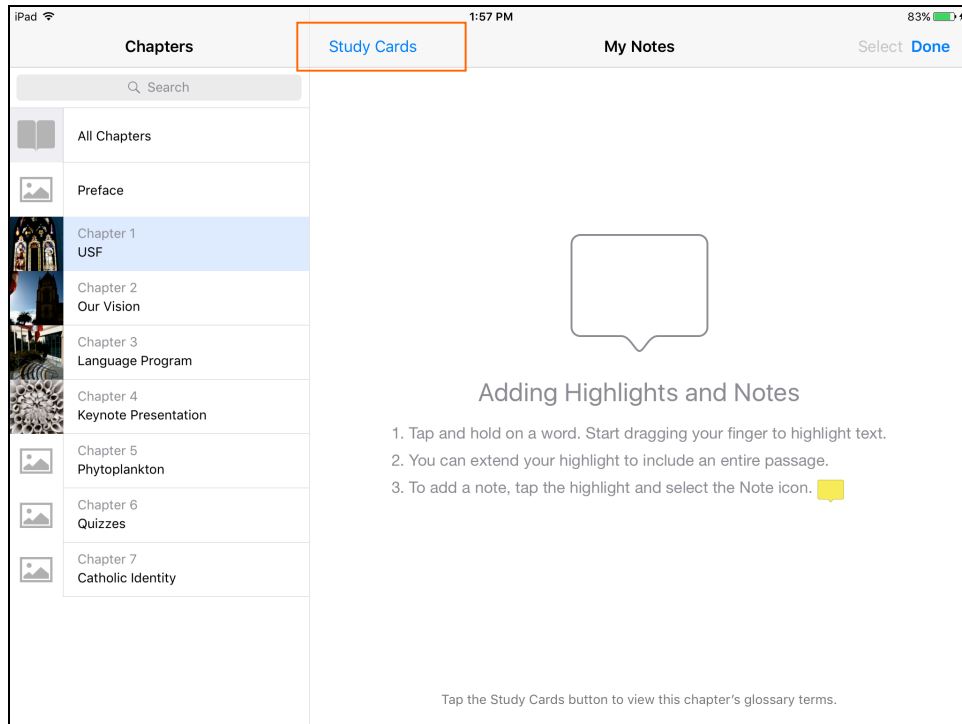 iPad
1:57 PM
83%
Chapters
Study Cards
My Notes
Select Done
Search
All Chapters
Preface
Chapter 1
USF
Chapter 2
Our Vision
Chapter 3
Language Program
Chapter 4
Keynote Presentation
Chapter 5
Phytoplankton
Chapter 6
Quizzes
Chapter 7
Catholic Identity
Adding Highlights and Notes
1. Tap and hold on a word. Start dragging your finger to highlight text.
2. You can extend your highlight to include an entire passage.
3. To add a note, tap the highlight and select the Note icon.
Tap the Study Cards button to view this chapter's glossary terms.